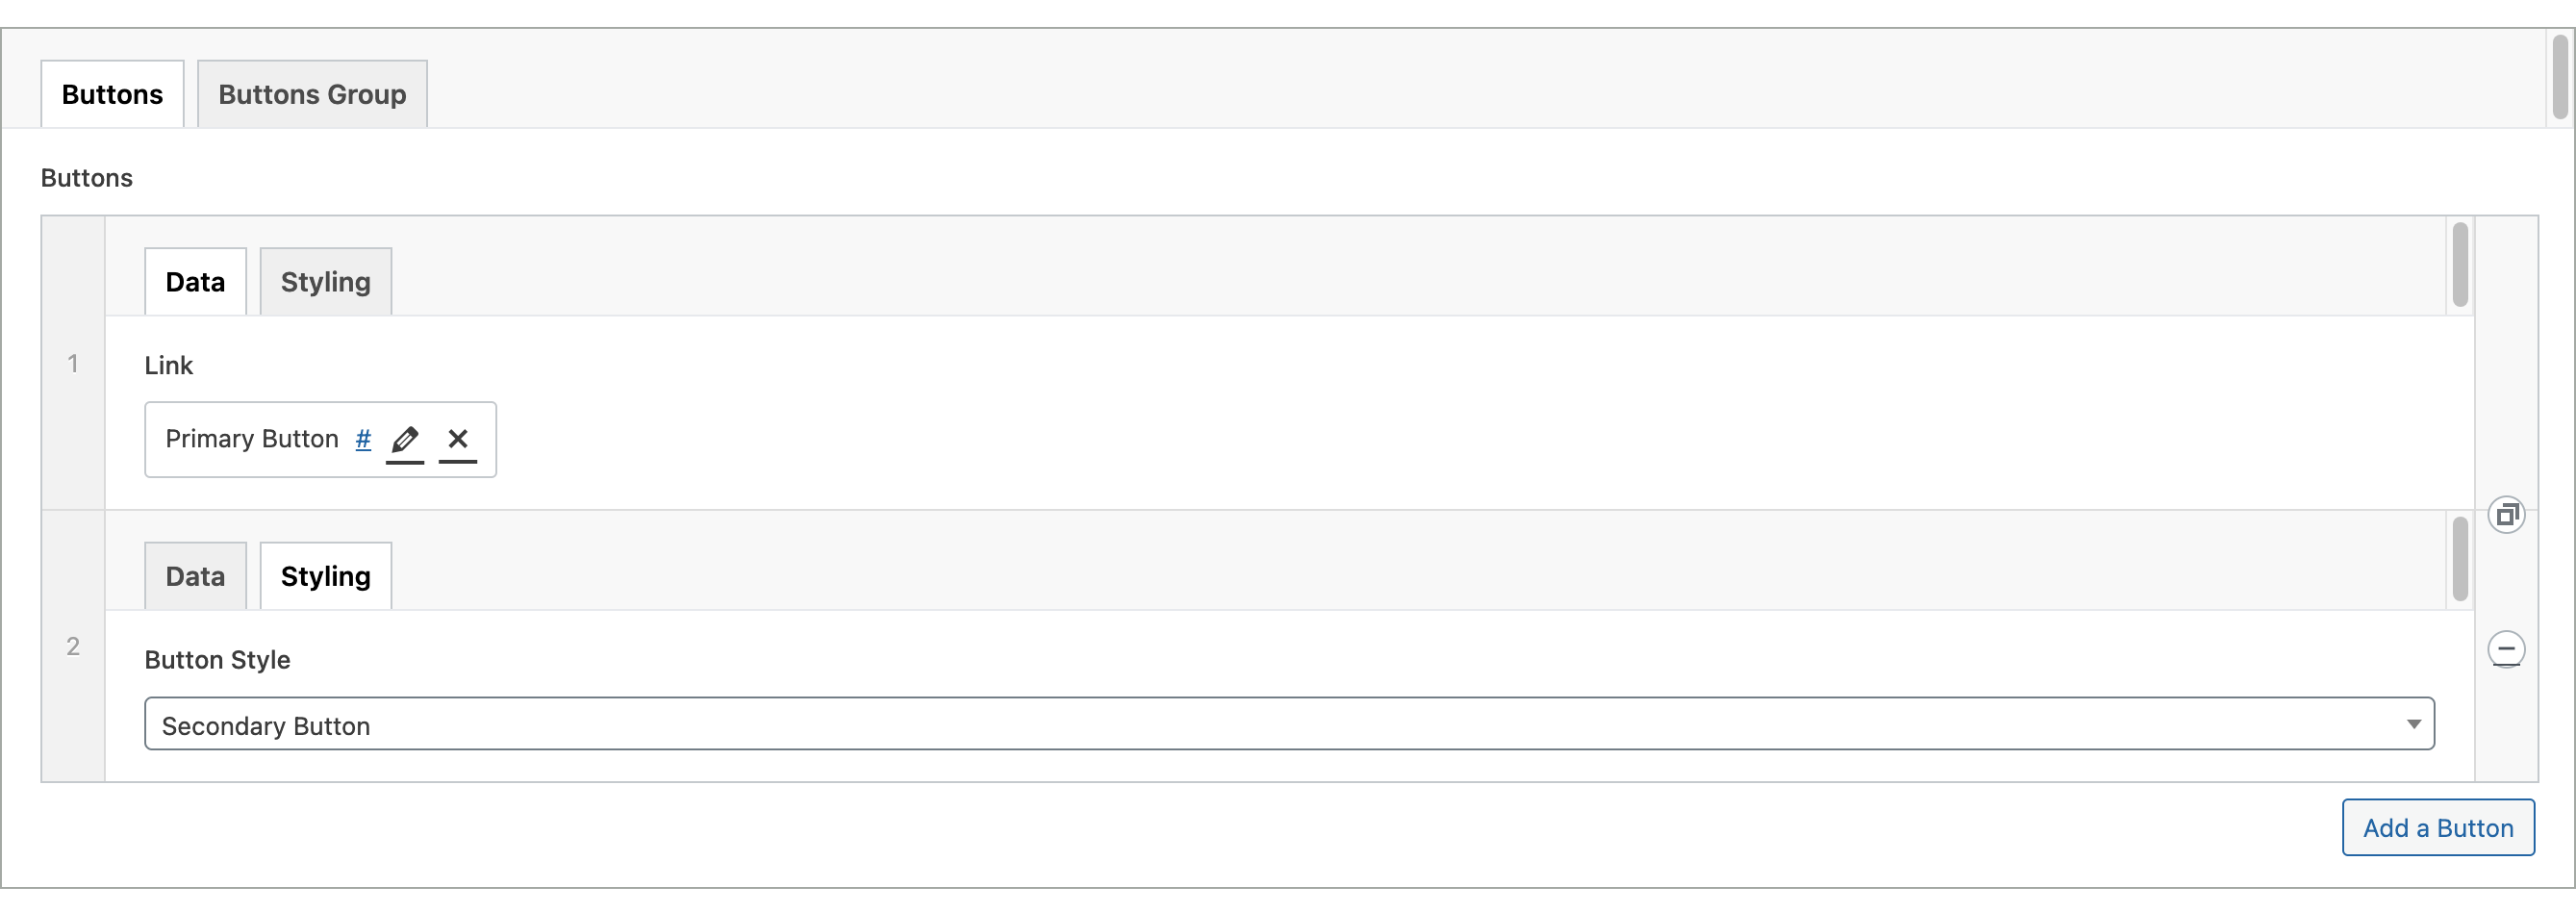 Buttons Buttons Group
Buttons
Data Styling
1
Link
Primary Button #
Data Styling
2
Button Style
Secondary Button
Add a Button